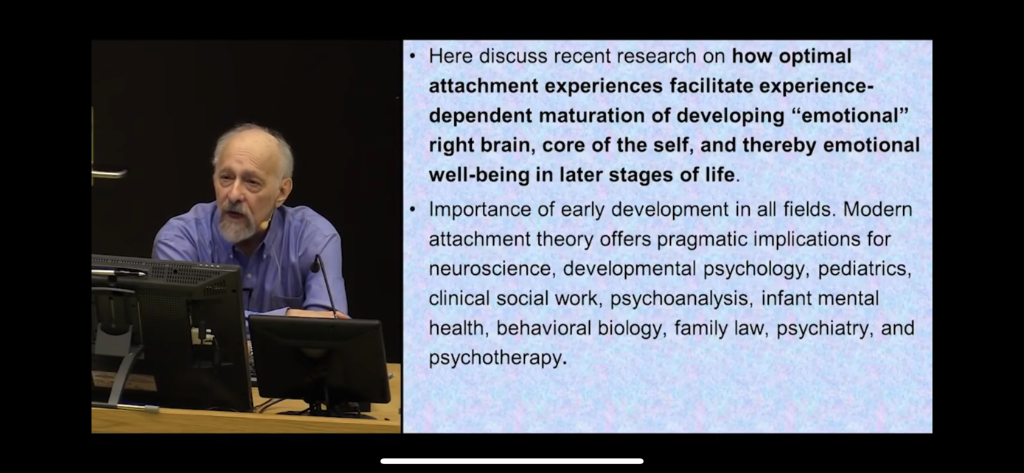 • Here discuss recent research on how optimal
attachment experiences facilitate experience-
dependent maturation of developing “emotional”
right brain, core of the self, and thereby emotional
well-being in later stages of life.
• Importance of early development in all fields. Modern
attachment theory offers pragmatic implications for
neuroscience, developmental psychology, pediatrics,
clinical social work, psychoanalysis, infant mental
health, behavioral biology, family law, psychiatry, and
psychotherapy.